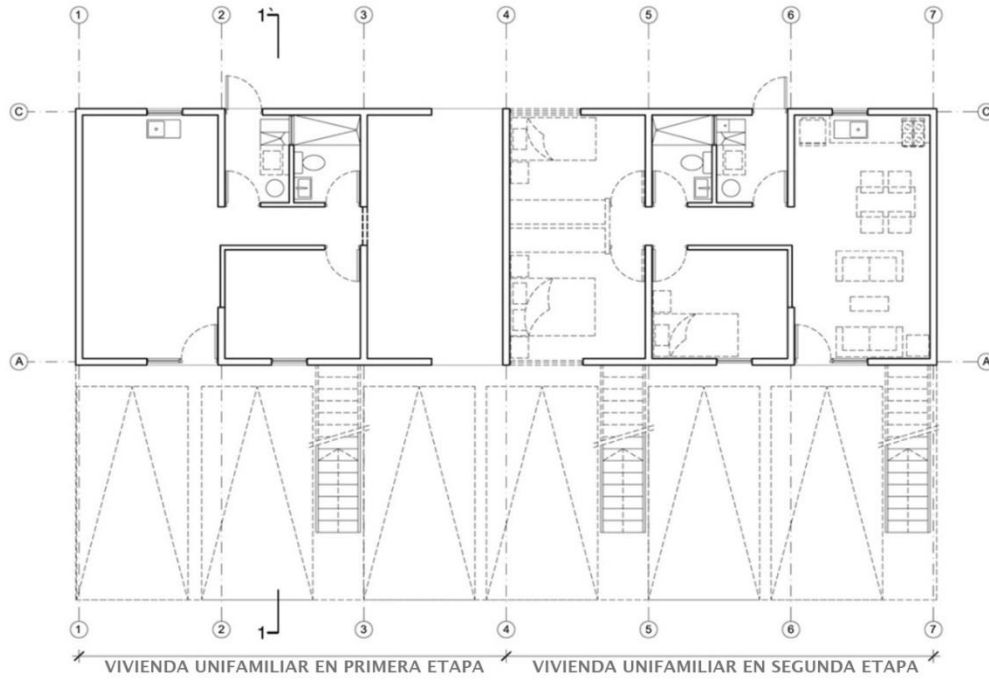 1 2 1` 3 4 5 6 7
C C
A A
1 2 1 3 4 5 6 7
VIVIENDA UNIFAMILIAR EN PRIMERA ETAPA VIVIENDA UNIFAMILIAR EN SEGUNDA ETAPA